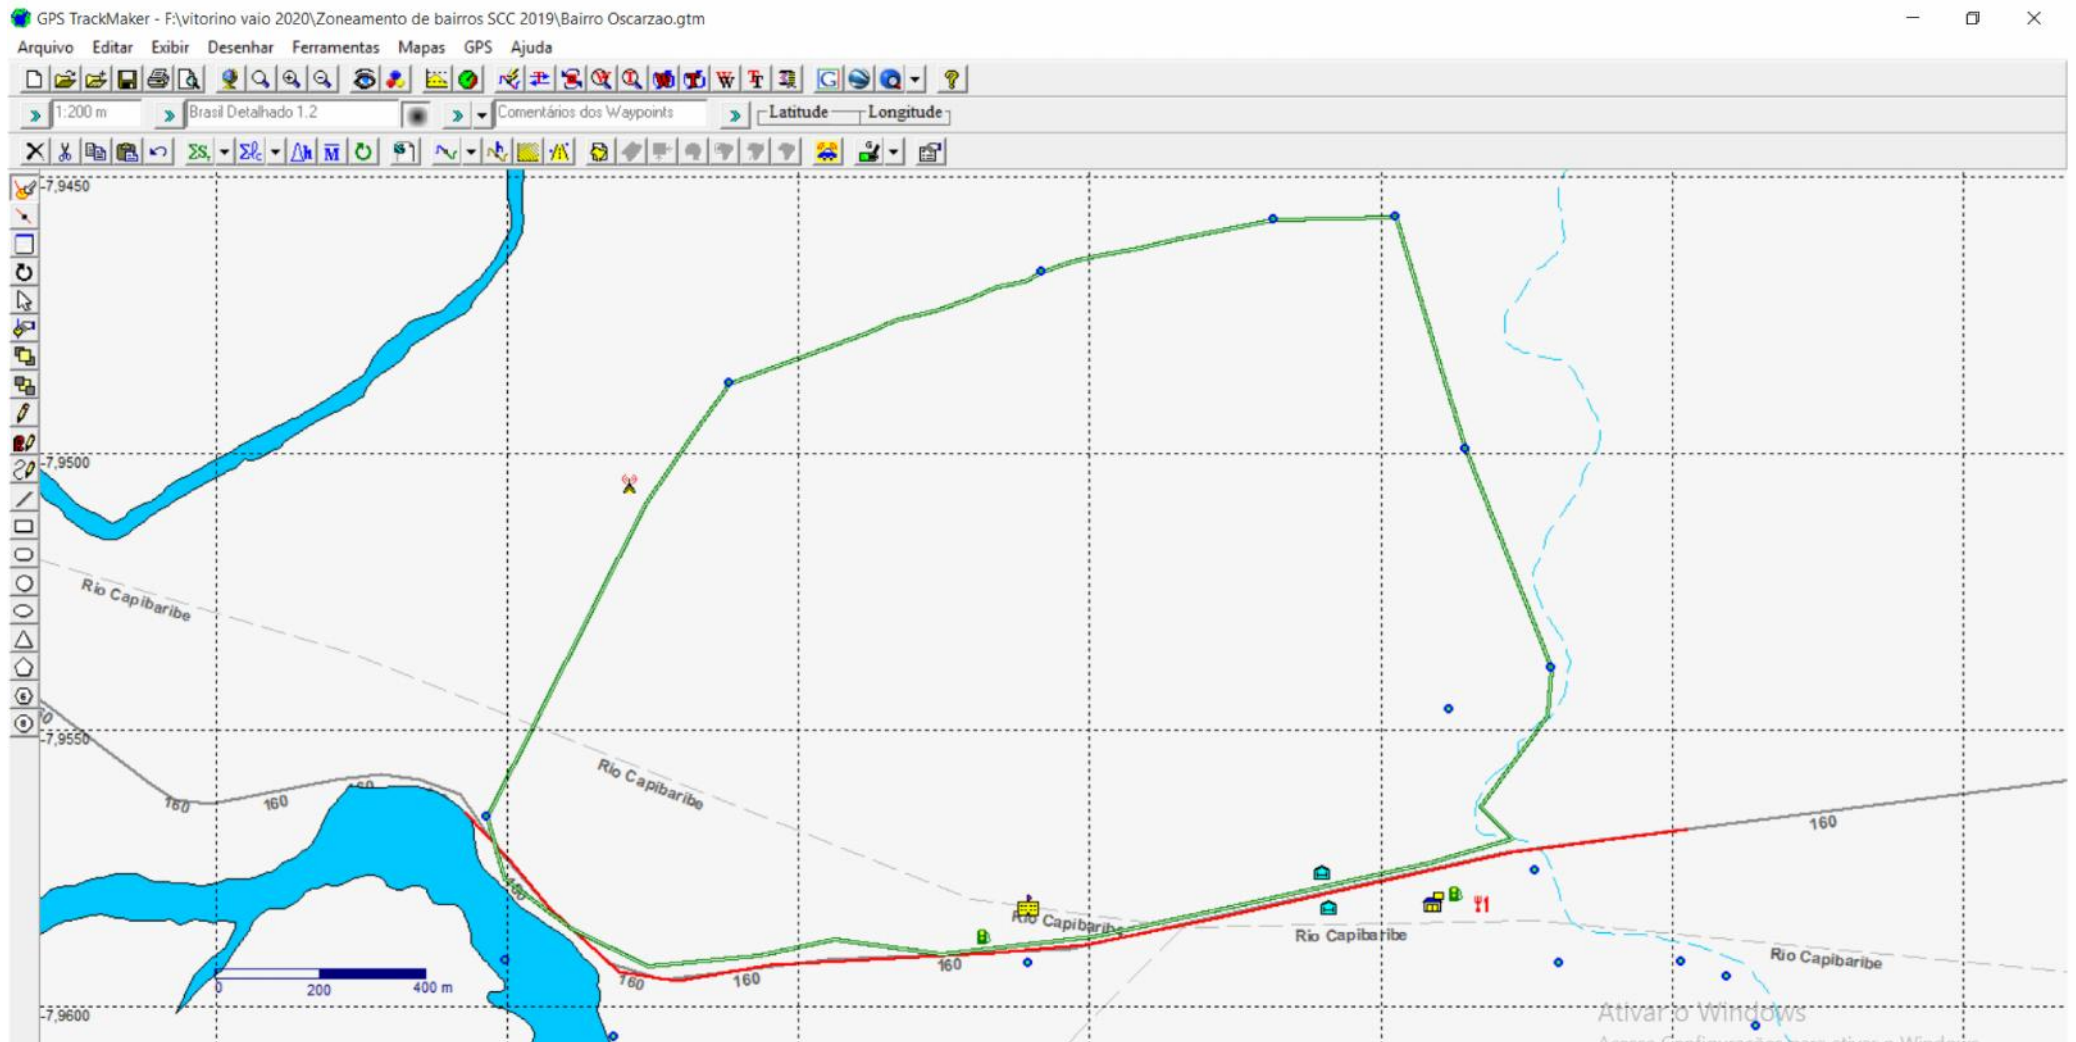 GPS TrackMaker - F:\vitorino vaio 2020\Zoneamento de bairros SCC 2019\Bairro Oscarzao.gtm
Arquivo Editar Exibir Desenhar Ferramentas Mapas GPS Ajuda
1:200 m Brasil Detalhado 1.2 Comentários dos Waypoints Latitude Longitude
-7,9450
-7,9500
Rio Capibaribe
-7,9550
Rio Capibaribe
160 160
160
Rio Capibaribe
Rio Capibaribe
160
Rio Capibaribe
160 160
0 200 400 m
-7,9600
Ativar o Windows